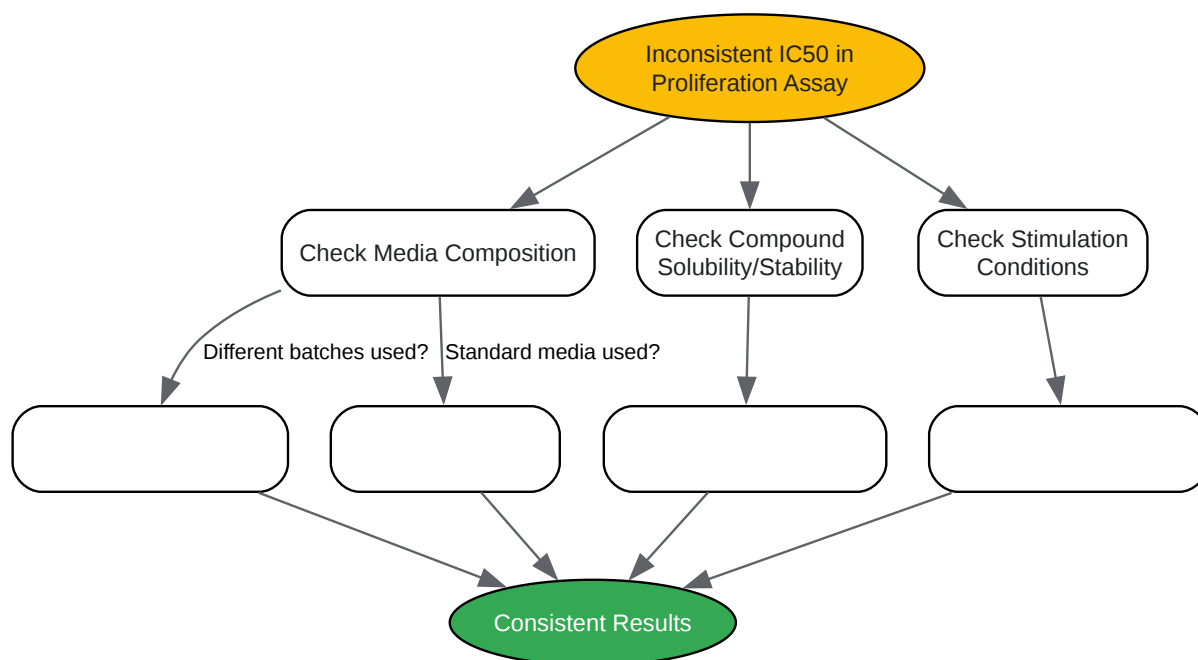 Inconsistent IC50 in
Proliferation Assay
Check Media Composition
Check Compound
Solubility/Stability
Check Stimulation
Conditions
Different batches used?
Standard media used?
Consistent Results